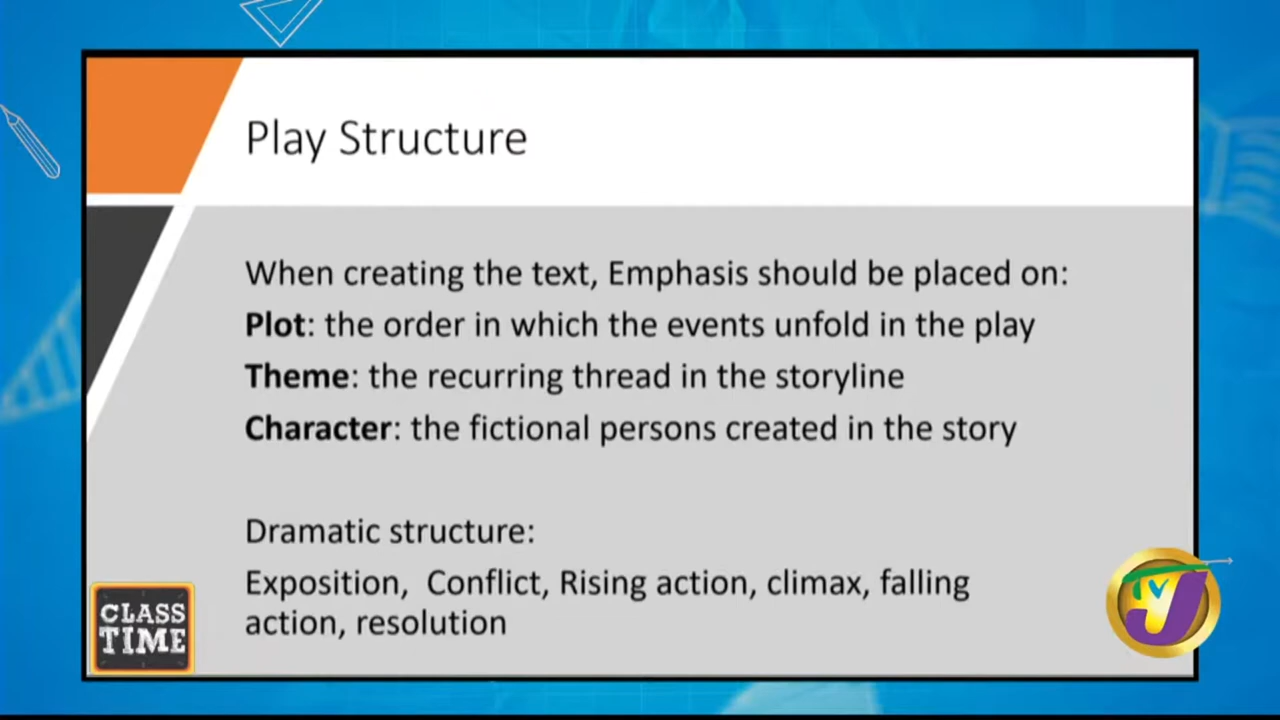 Play Structure
When creating the text, Emphasis should be placed on:
Plot: the order in which the events unfold in the play
Theme: the recurring thread in the storyline
Character: the fictional persons created in the story
Dramatic structure:
Exposition,  Conflict, Rising action, climax, falling
action, resolution
CLASS
TIME
TVJ